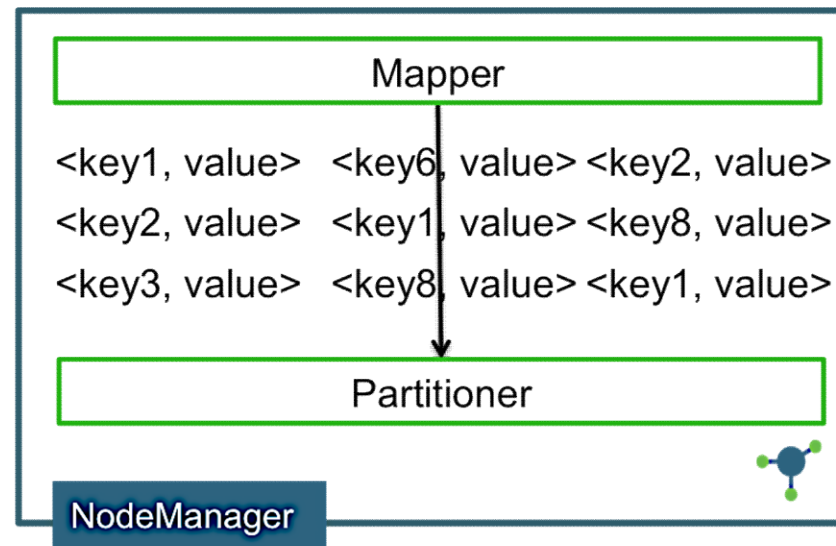 Mapper
<key1, value> <key6, value> <key2, value>
<key2, value> <key1, value> <key8, value>
<key3, value> <key8, value> <key1, value>
Partitioner
NodeManager